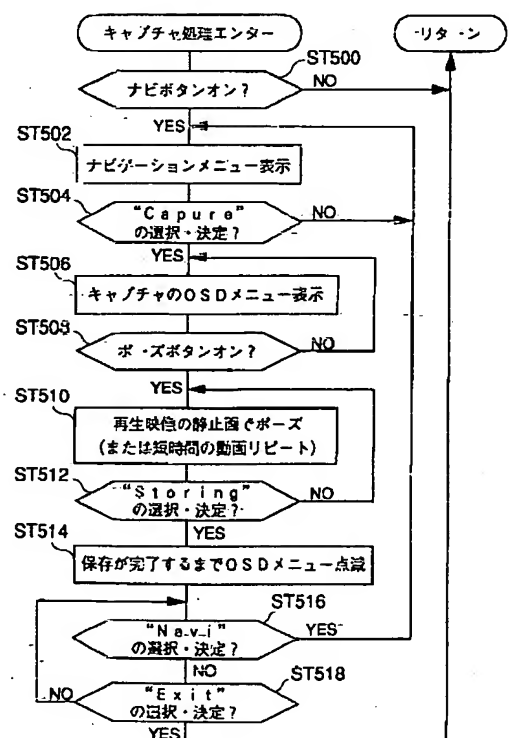 キャプチャ処理エンター
リターン
ST500
ナビボタンオン？
NO
YES
ST502
ナビゲーションメニュー表示
ST504
“Capure”
の選択・決定？
NO
YES
ST506
キャプチャのOSDメニュー表示
ST508
ポーズボタンオン？
NO
YES
ST510
再生映像の静止画でポーズ
(または短時間の動画リピート)
ST512
“Storing”
の選択・決定？
NO
YES
ST514
保存が完了するまでOSDメニュー点滅
ST516
“Navi”
の選択・決定？
YES
NO
ST518
“Exit”
の選択・決定？
NO
YES